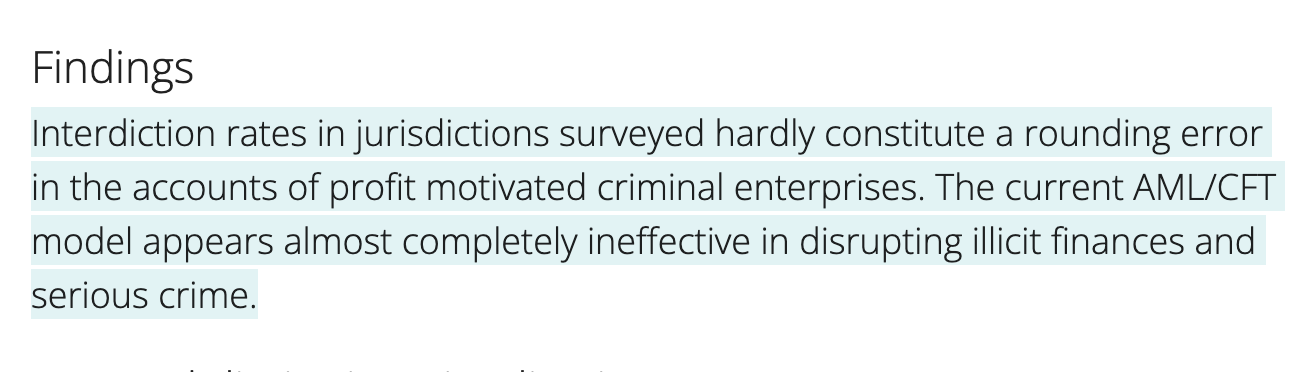 Findings
Interdiction rates in jurisdictions surveyed hardly constitute a rounding error
in the accounts of profit motivated criminal enterprises. The current AML/CFT
model appears almost completely ineffective in disrupting illicit finances and
serious crime.